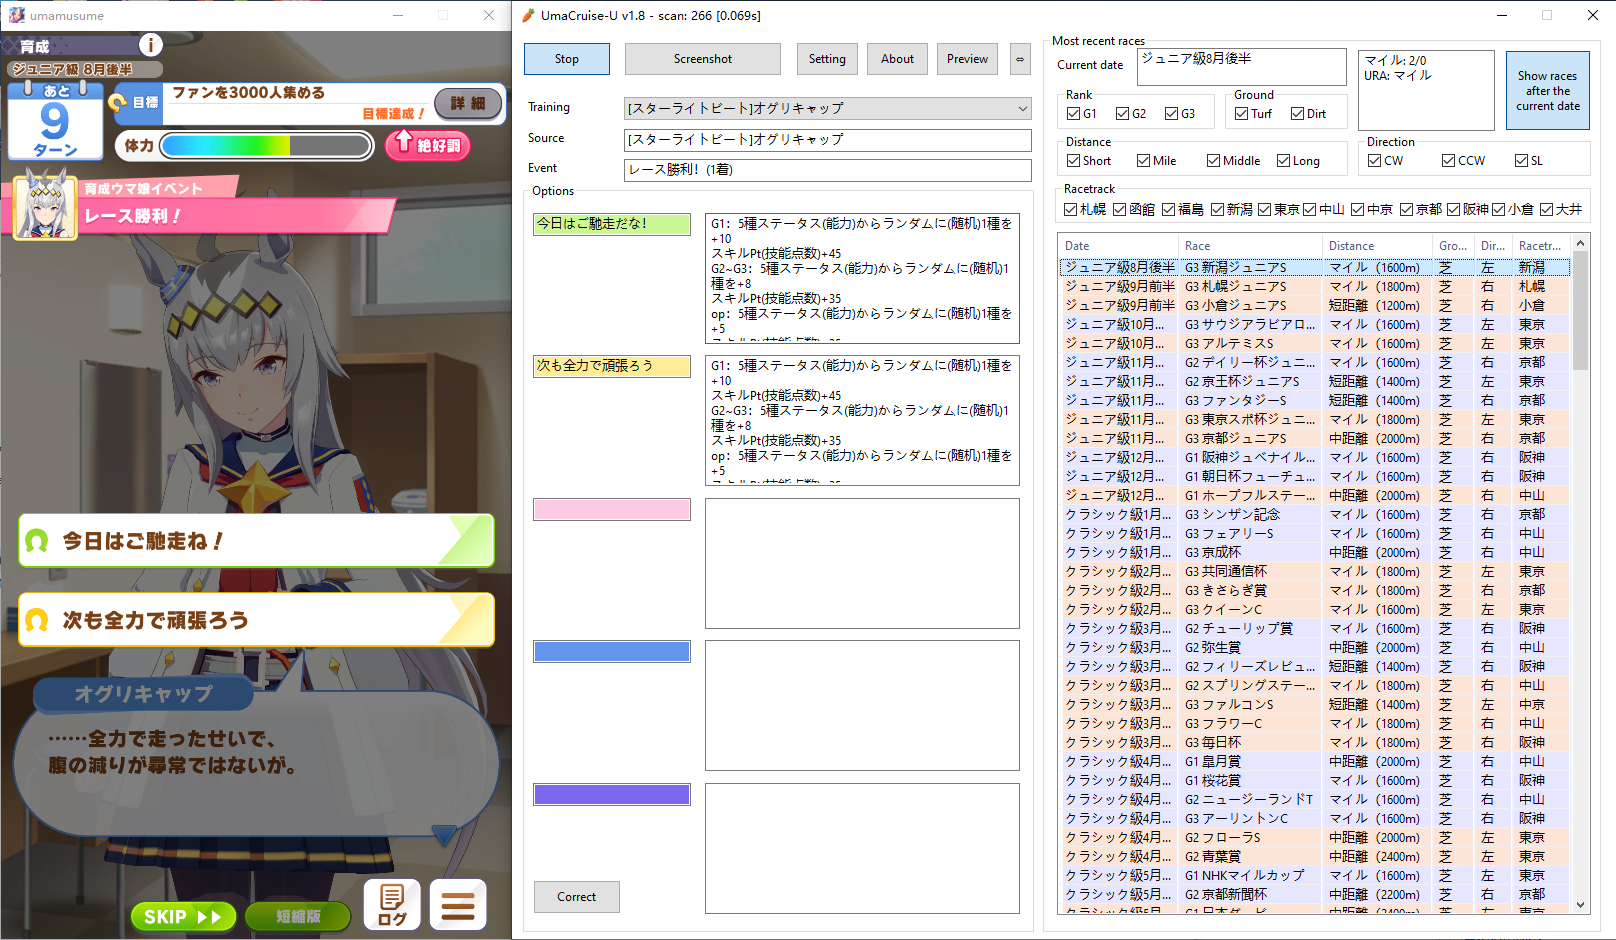 umamusume
育成
ジュニア級 8月後半
あと
9
ターン
目標
ファンを3000人集める
目標達成！
詳細
体力
絶好調
育成ウマ娘イベント
レース勝利！
今日はご馳走ね！
次も全力で頑張ろう
オグリキャップ
……全力で走ったせいで、
腹の減りが尋常ではないが。
SKIP
短縮版
ログ
UmaCruise-U v1.8 - scan: 266 [0.069s]
Stop
Screenshot
Setting
About
Preview
⇔
Training
[スターライトビート]オグリキャップ
Source
[スターライトビート]オグリキャップ
Event
レース勝利！(1着)
Options
今日はご馳走だな！
G1：5種ステータス(能力)からランダムに(随机)1種を
+10
スキルPt(技能点数)+45
G2~G3：5種ステータス(能力)からランダムに(随机)1
種を+8
スキルPt(技能点数)+35
op：5種ステータス(能力)からランダムに(随机)1種を
+5
次も全力で頑張ろう
G1：5種ステータス(能力)からランダムに(随机)1種を
+10
スキルPt(技能点数)+45
G2~G3：5種ステータス(能力)からランダムに(随机)1
種を+8
スキルPt(技能点数)+35
op：5種ステータス(能力)からランダムに(随机)1種を
+5
Correct
Most recent races
Current date
ジュニア級8月後半
マイル: 2/0
URA: マイル
Show races after the current date
Rank
G1 G2 G3
Ground
Turf Dirt
Distance
Short Mile Middle Long
Direction
CW CCW SL
Racetrack
札幌 函館 福島 新潟 東京 中山 中京 京都 阪神 小倉 大井
Date Race Distance Gro... Dir... Racetr...
ジュニア級8月後半 G3 新潟ジュニアS マイル（1600m) 芝 左 新潟
ジュニア級9月前半 G3 札幌ジュニアS マイル（1800m) 芝 右 札幌
ジュニア級9月前半 G3 小倉ジュニアS 短距離（1200m) 芝 右 小倉
ジュニア級10月... G3 サウジアラビアロ... マイル（1600m) 芝 左 東京
ジュニア級10月... G3 アルテミスS マイル（1600m) 芝 左 東京
ジュニア級11月... G2 デイリー杯ジュニ... マイル（1600m) 芝 右 京都
ジュニア級11月... G2 京王杯ジュニアS 短距離（1400m) 芝 左 東京
ジュニア級11月... G3 ファンタジーS 短距離（1400m) 芝 右 京都
ジュニア級11月... G3 東京スポ杯ジュニ... マイル（1800m) 芝 左 東京
ジュニア級11月... G3 京都ジュニアS 中距離（2000m) 芝 右 京都
ジュニア級12月... G1 阪神ジュベナイル... マイル（1600m) 芝 右 阪神
ジュニア級12月... G1 朝日杯フューチュ... マイル（1600m) 芝 右 阪神
ジュニア級12月... G1 ホープフルステー... 中距離（2000m) 芝 右 中山
クラシック級1月... G3 シンザン記念 マイル（1600m) 芝 右 京都
クラシック級1月... G3 フェアリーS マイル（1600m) 芝 右 中山
クラシック級1月... G3 京成杯 中距離（2000m) 芝 右 中山
クラシック級2月... G3 共同通信杯 マイル（1800m) 芝 左 東京
クラシック級2月... G3 きさらぎ賞 マイル（1800m) 芝 右 京都
クラシック級2月... G3 クイーンC マイル（1600m) 芝 左 東京
クラシック級3月... G2 チューリップ賞 マイル（1600m) 芝 右 阪神
クラシック級3月... G2 弥生賞 中距離（2000m) 芝 右 中山
クラシック級3月... G2 フィリーズレビュ... 短距離（1400m) 芝 右 阪神
クラシック級3月... G2 スプリングステー... マイル（1800m) 芝 右 中山
クラシック級3月... G3 ファルコンS 短距離（1400m) 芝 左 中京
クラシック級3月... G3 フラワーC マイル（1800m) 芝 右 中山
クラシック級3月... G3 毎日杯 マイル（1800m) 芝 右 阪神
クラシック級4月... G1 皐月賞 中距離（2000m) 芝 右 中山
クラシック級4月... G1 桜花賞 マイル（1600m) 芝 右 阪神
クラシック級4月... G2 ニュージーランドT マイル（1600m) 芝 右 中山
クラシック級4月... G3 アーリントンC マイル（1600m) 芝 右 阪神
クラシック級4月... G2 フローラS 中距離（2000m) 芝 左 東京
クラシック級4月... G2 青葉賞 中距離（2400m) 芝 左 東京
クラシック級5月... G1 NHKマイルカップ マイル（1600m) 芝 左 東京
クラシック級5月... G2 京都新聞杯 中距離（2200m) 芝 右 京都